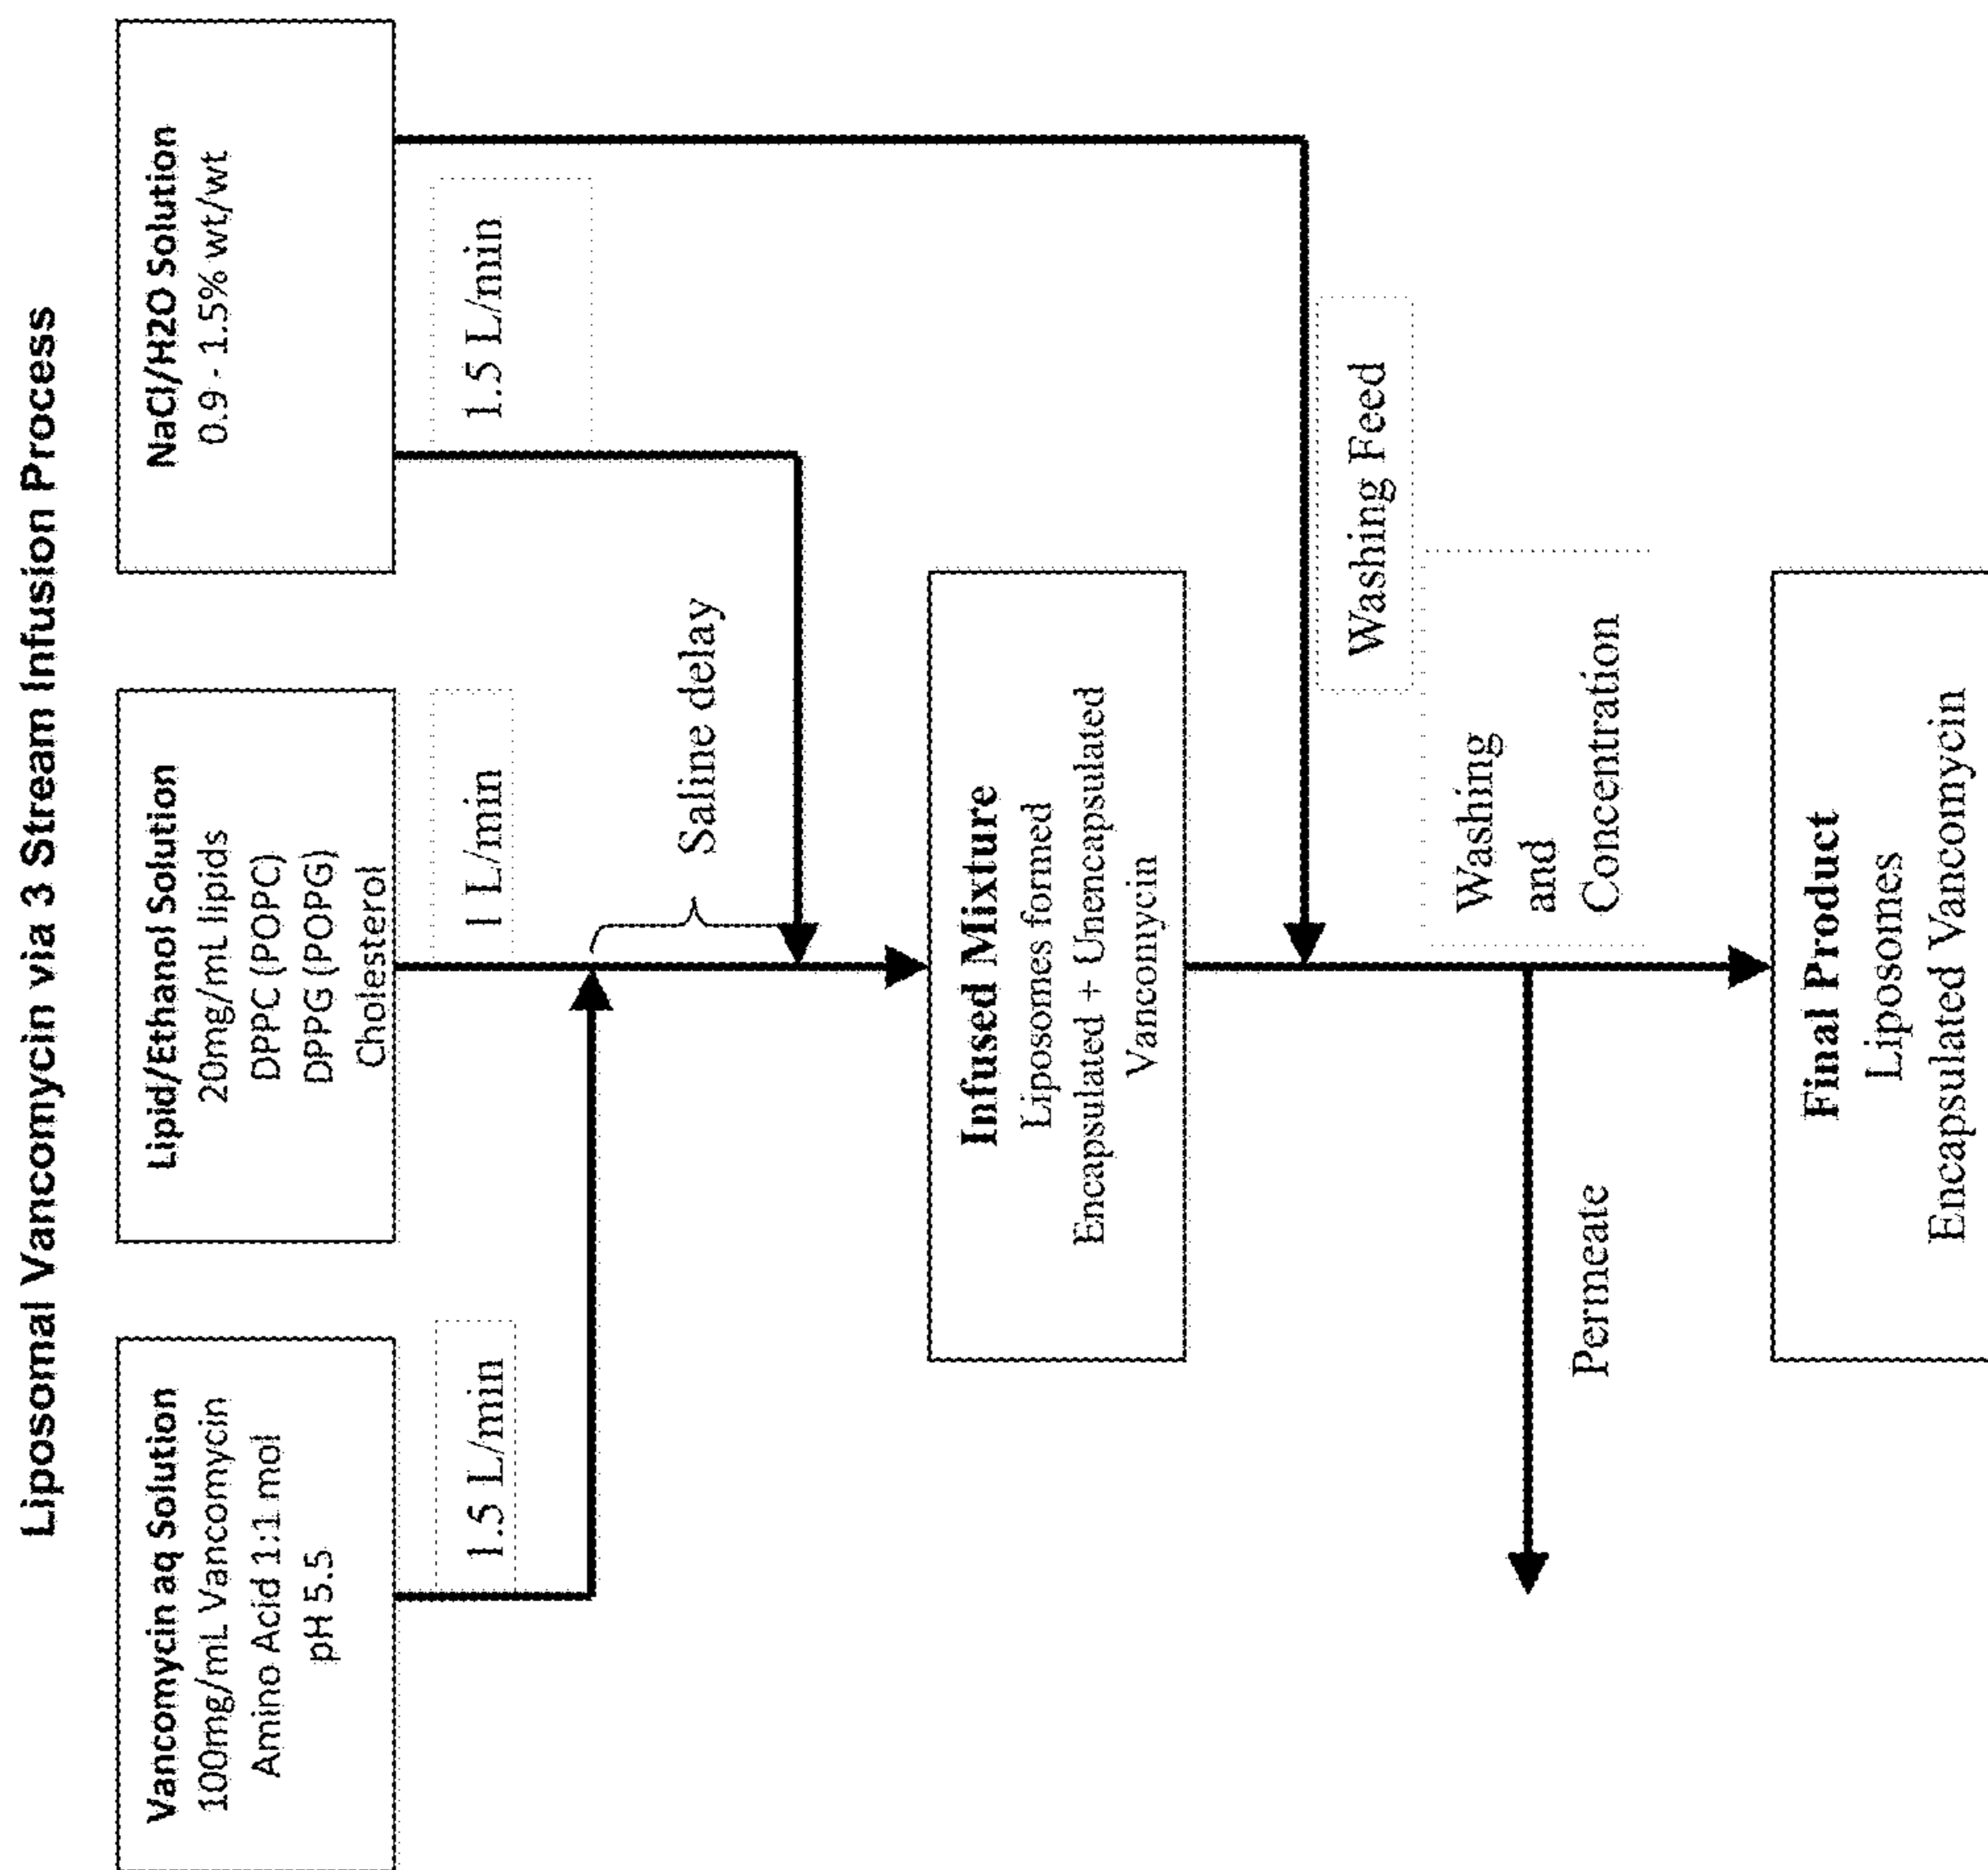 Liposomal Vancomycin via 3 Stream Infusion Process
Vancomycin aq Solution
100mg/mL Vancomycin
Amino Acid 1:1 mol
pH 5.5
Lipid/Ethanol Solution
20mg/mL lipids
DPPC (POPC)
DPPG (POPG)
Cholesterol
NaCl/H2O Solution
0.9 - 1.5% wt/wt
1.5 L/min
1 L/min
1.5 L/min
Saline delay
Infused Mixture
Liposomes formed
Encapsulated + Unencapsulated
Vancomycin
Washing Feed
Washing
and
Concentration
Permeate
Final Product
Liposomes
Encapsulated Vancomycin